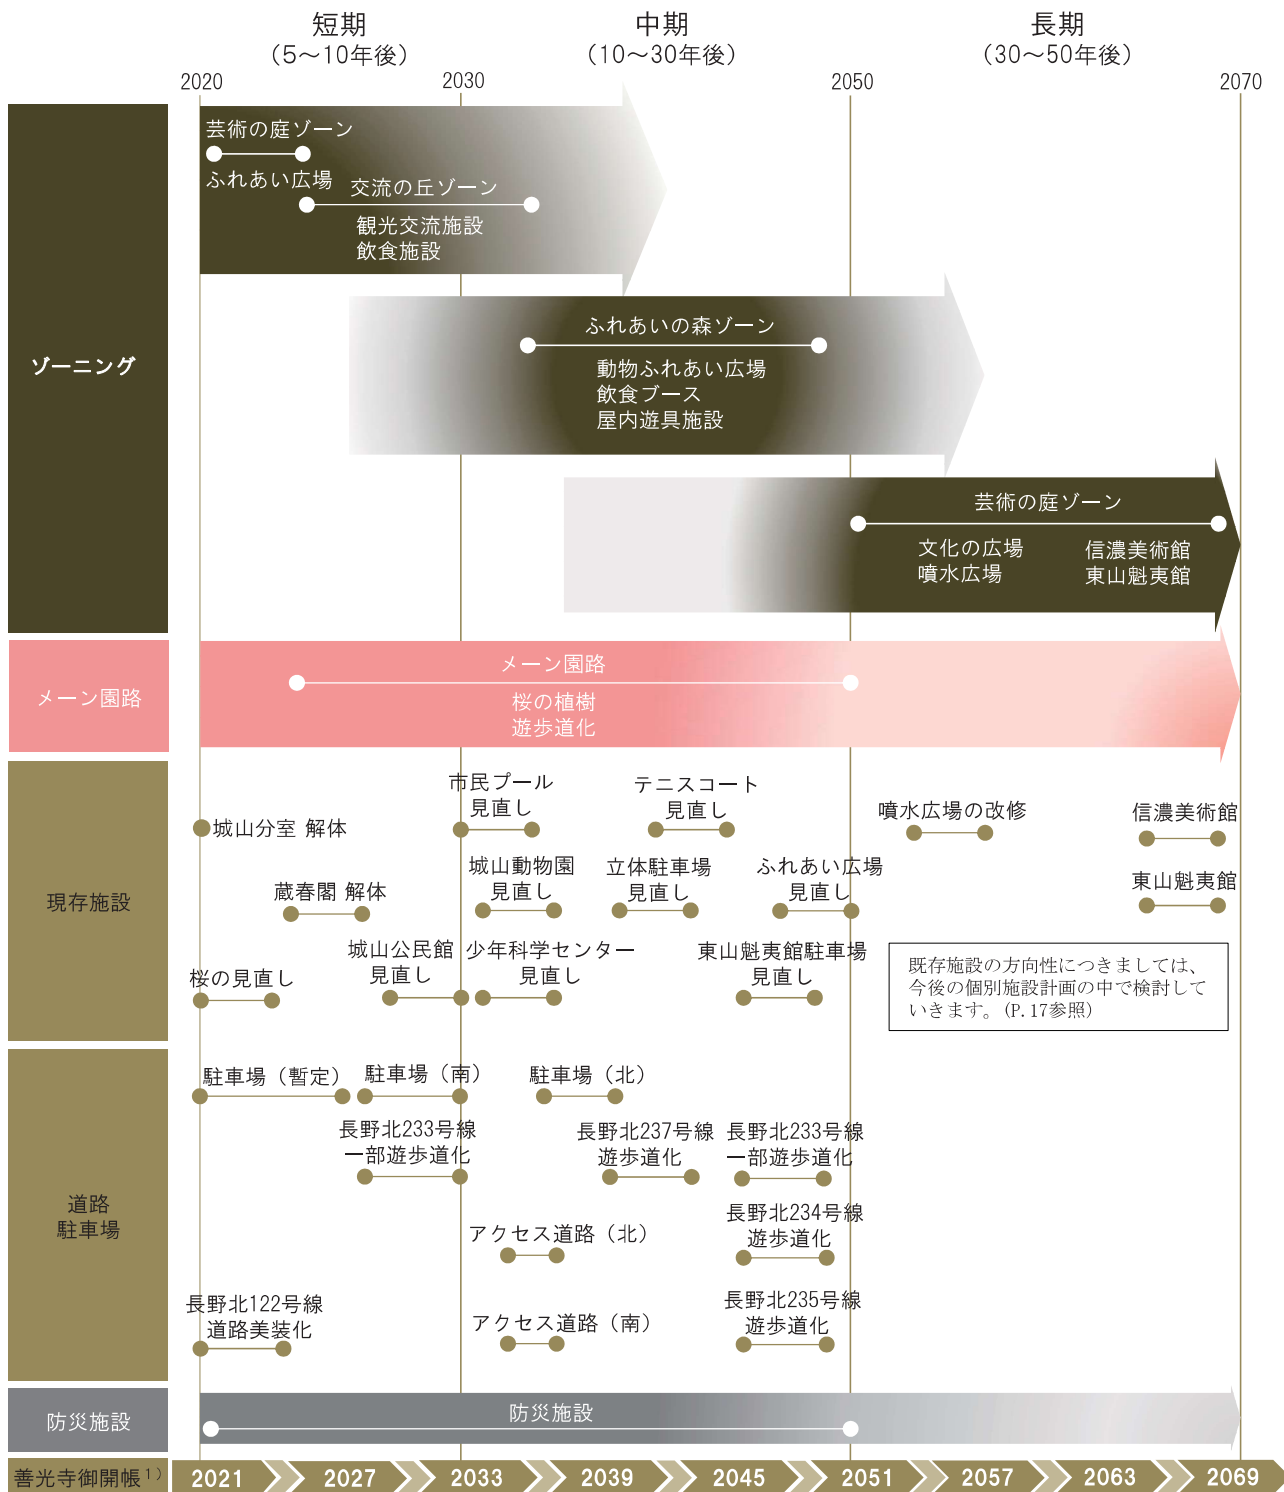 短期
(5～10年後)
中期
(10～30年後)
長期
(30～50年後)
2020
2030
2050
2070
ゾーニング
芸術の庭ゾーン
ふれあい広場
交流の丘ゾーン
観光交流施設
飲食施設
ふれあいの森ゾーン
動物ふれあい広場
飲食ブース
屋内遊具施設
芸術の庭ゾーン
文化の広場
噴水広場
信濃美術館
東山魁夷館
メーン園路
メーン園路
桜の植樹
遊歩道化
現存施設
市民プール
見直し
テニスコート
見直し
城山分室 解体
噴水広場の改修
信濃美術館
城山動物園
見直し
立体駐車場
見直し
ふれあい広場
見直し
蔵春閣 解体
東山魁夷館
桜の見直し
城山公民館
見直し
少年科学センター
見直し
東山魁夷館駐車場
見直し
既存施設の方向性につきましては、
今後の個別施設計画の中で検討して
いきます。(P.17参照)
道路
駐車場
駐車場（暫定）
駐車場（南）
駐車場（北）
長野北233号線
一部遊歩道化
長野北237号線
遊歩道化
長野北233号線
一部遊歩道化
アクセス道路（北）
長野北234号線
遊歩道化
長野北122号線
道路美装化
アクセス道路（南）
長野北235号線
遊歩道化
防災施設
防災施設
善光寺御開帳1)
2021
2027
2033
2039
2045
2051
2057
2063
2069